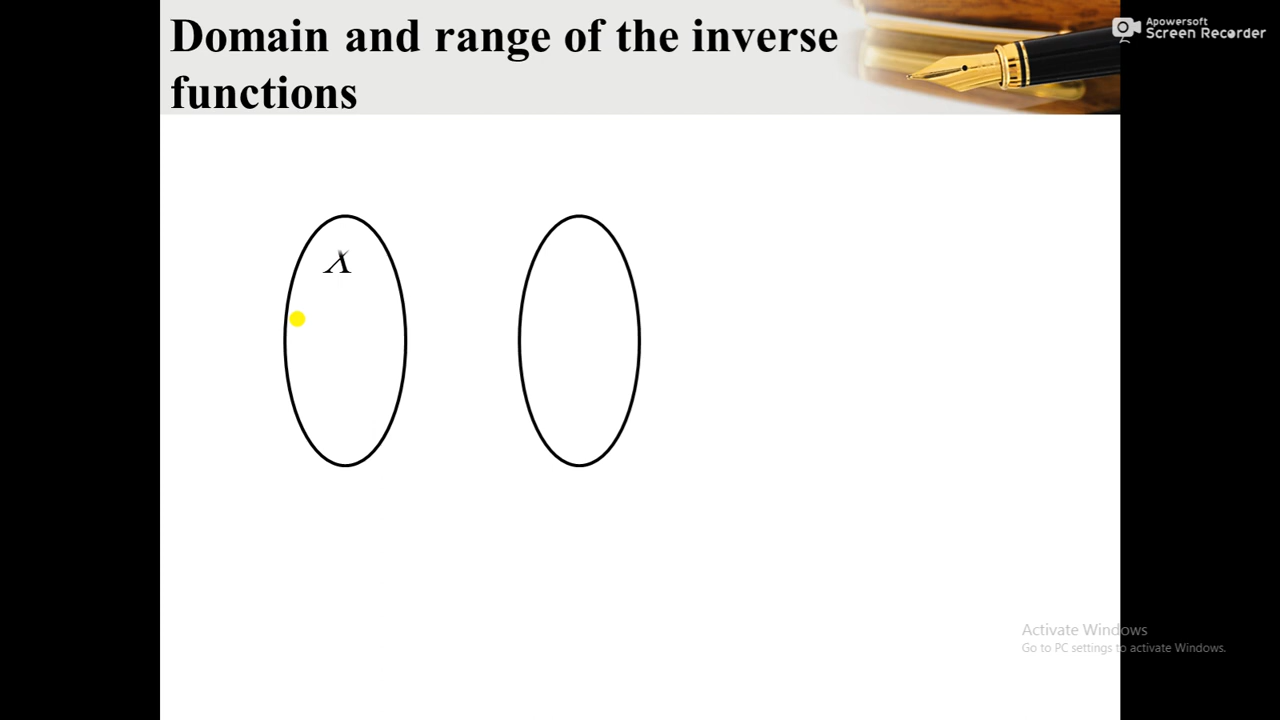 Domain and range of the inverse
functions
Apowersoft
Screen Recorder
X
Activate Windows
Go to PC settings to activate Windows.